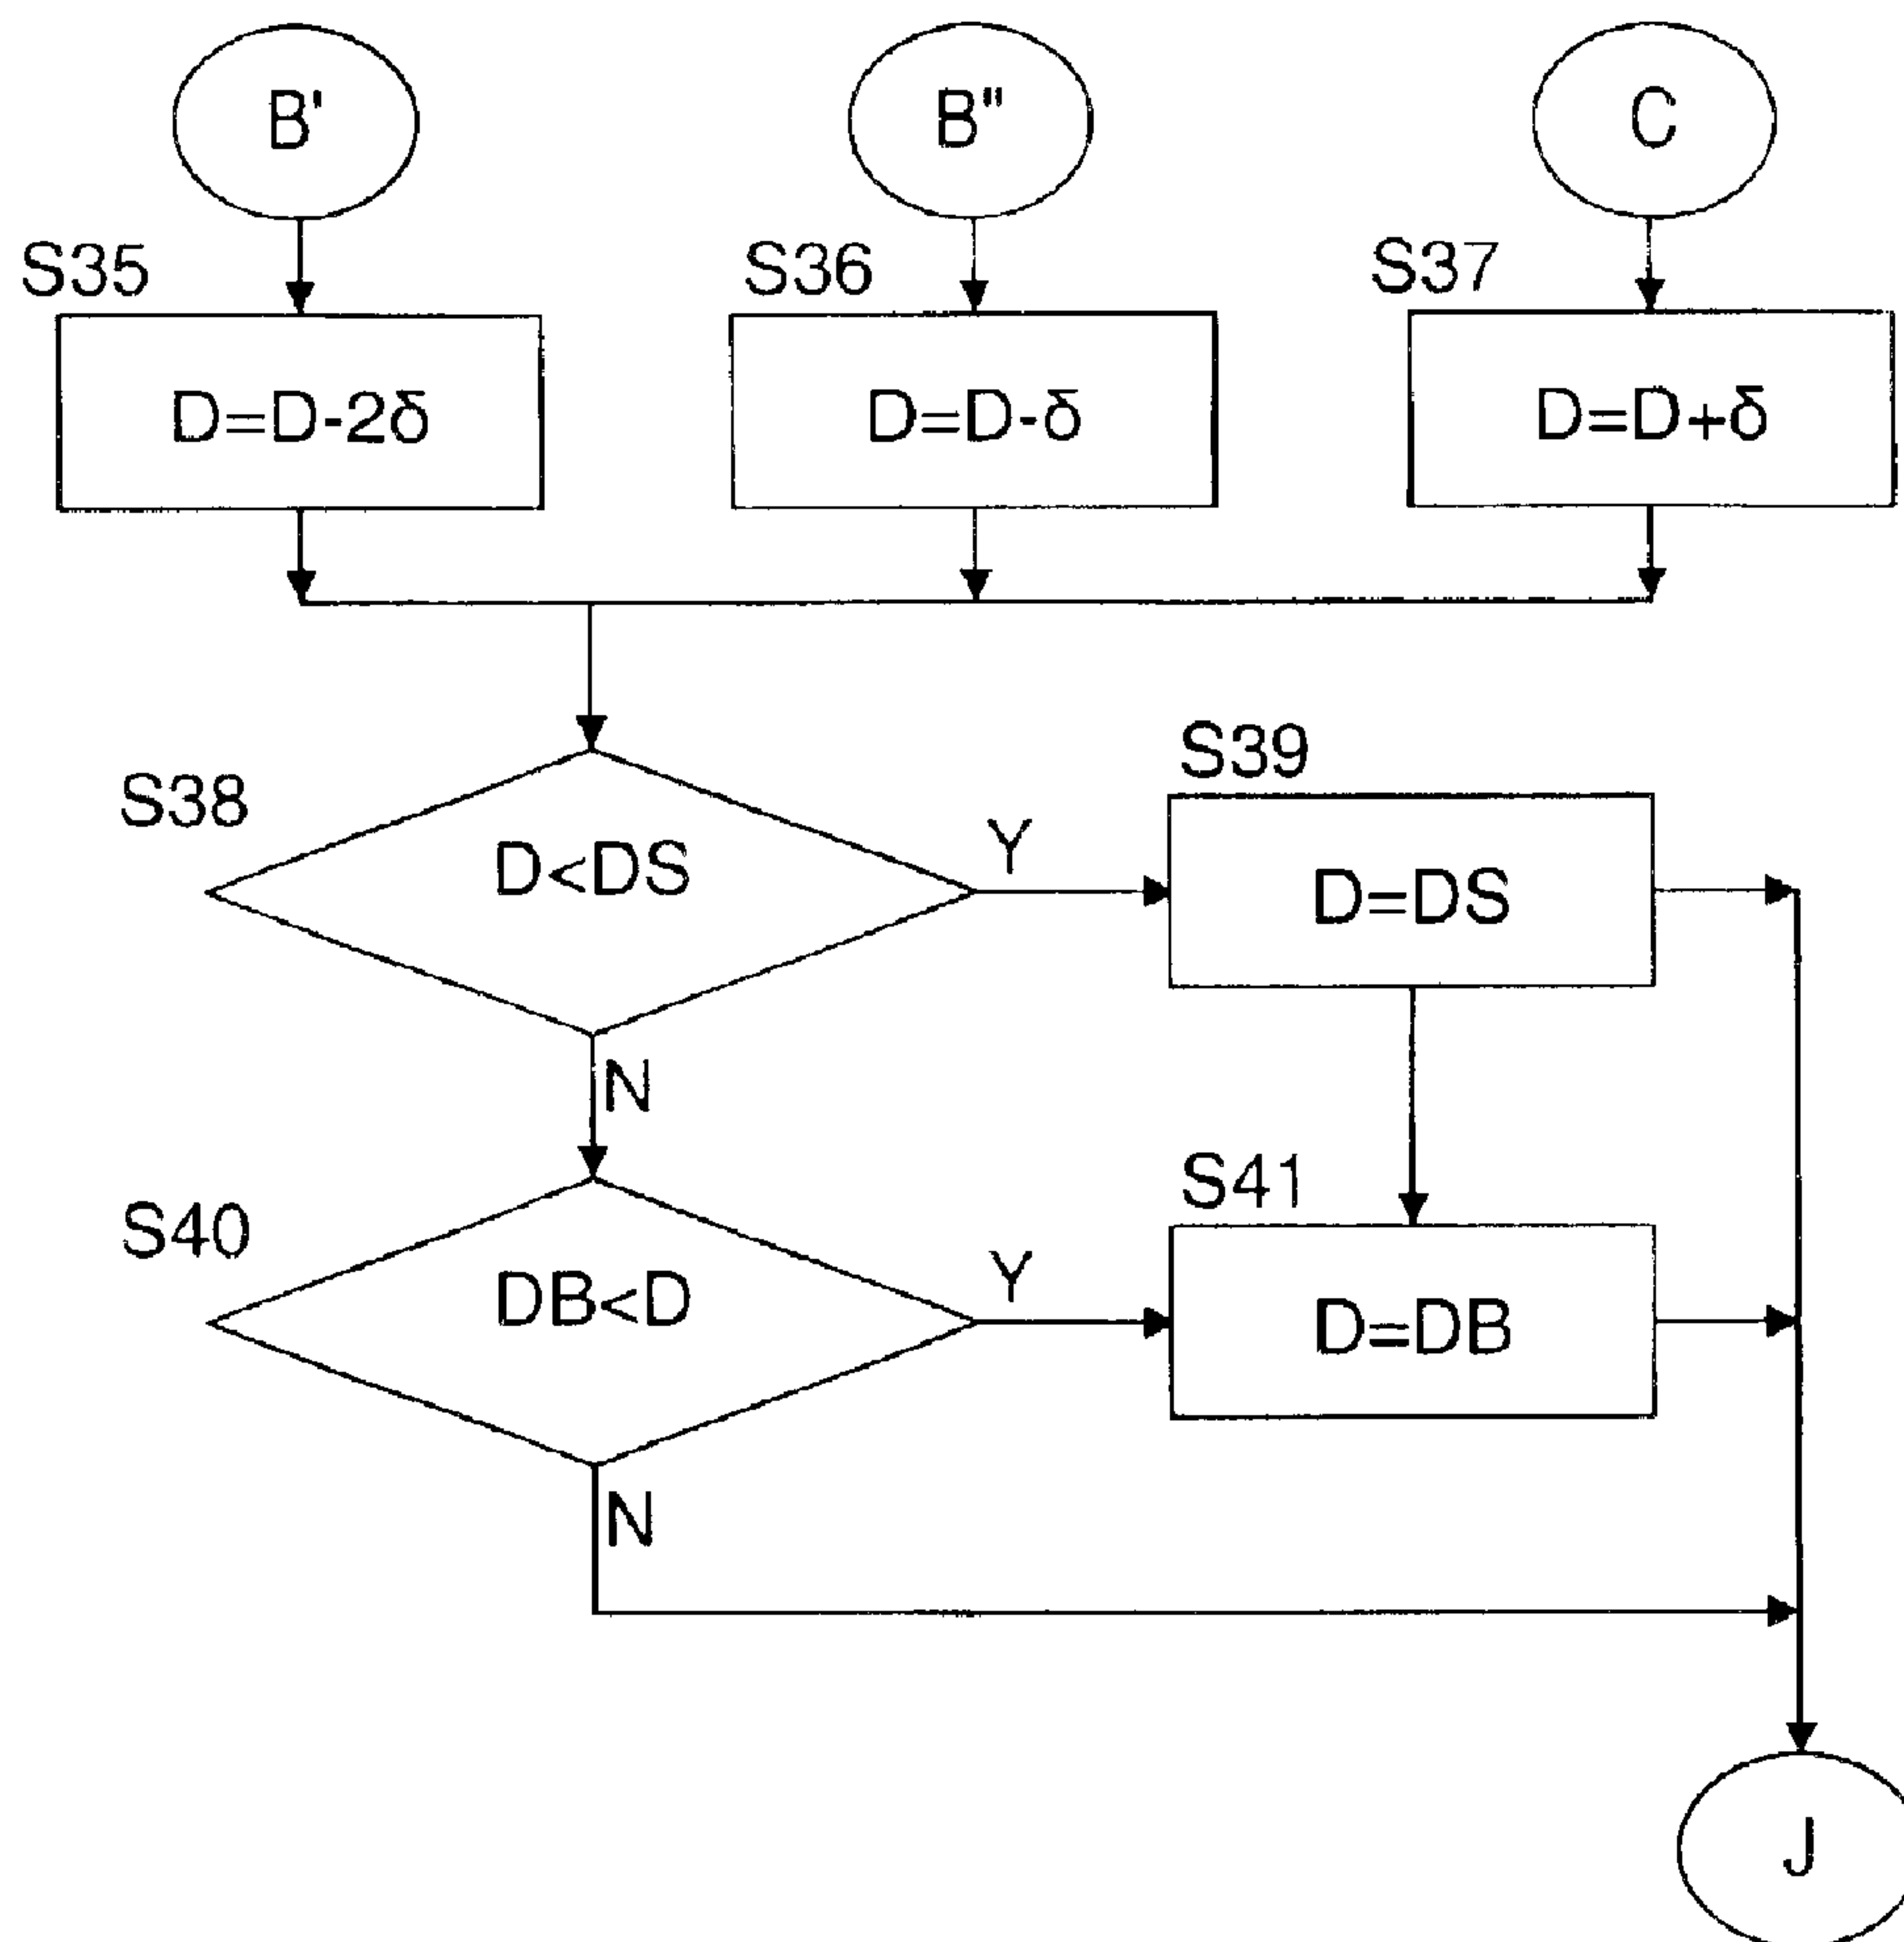 B' B" C
S35 S36 S37
D=D-2δ D=D-δ D=D+δ
S38 D<DS Y S39 D=DS
N
S40 DB<D Y S41 D=DB
N
J